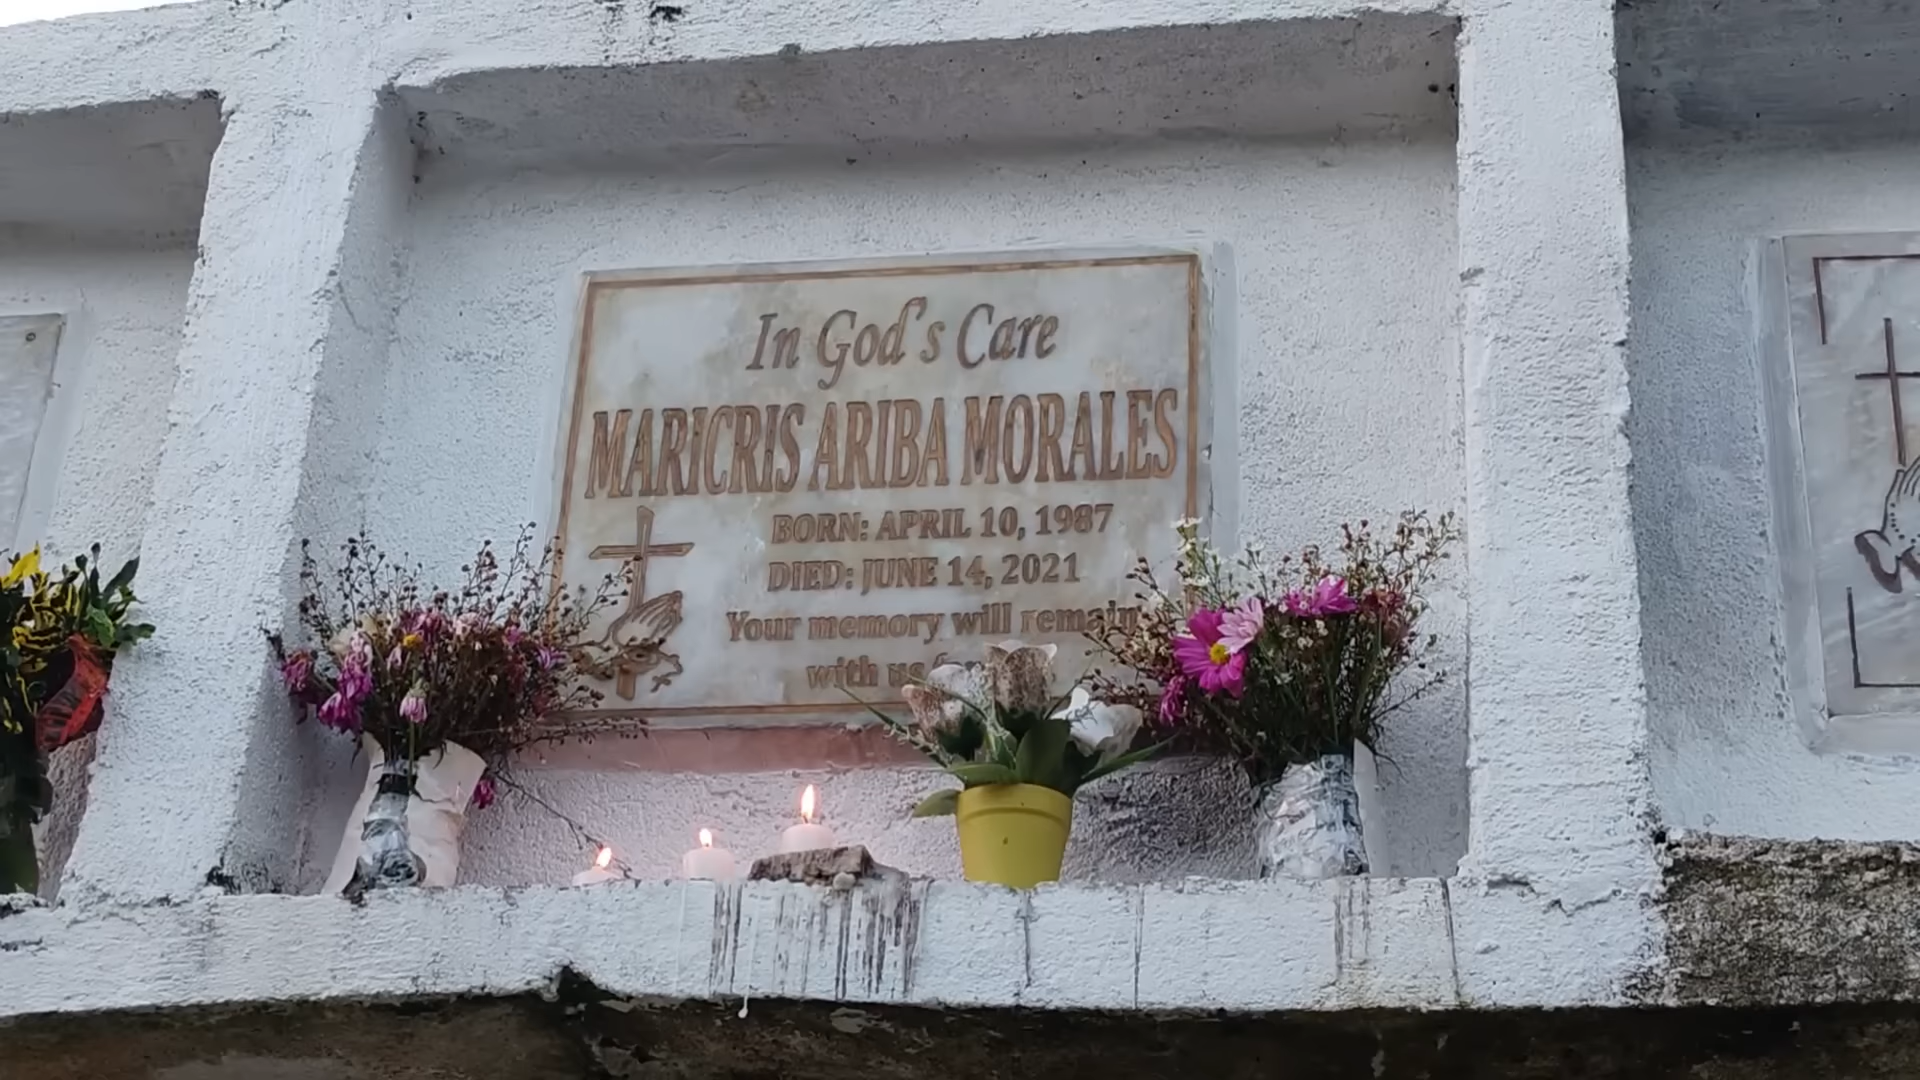 In God's Care
MARICRIS ARIBA MORALES
BORN: APRIL 10, 1987
DIED: JUNE 14, 2021
Your memory will remain
with us